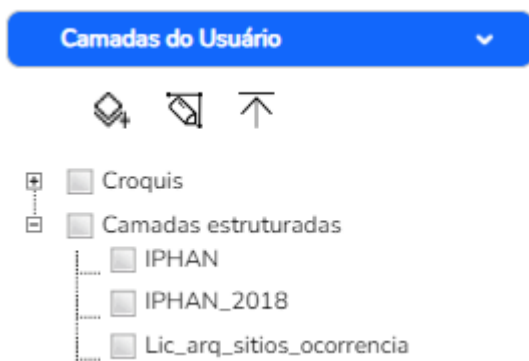 Camadas do Usuário
Croquis
Camadas estruturadas
IPHAN
IPHAN_2018
Lic_arq_sitios_ocorrencia